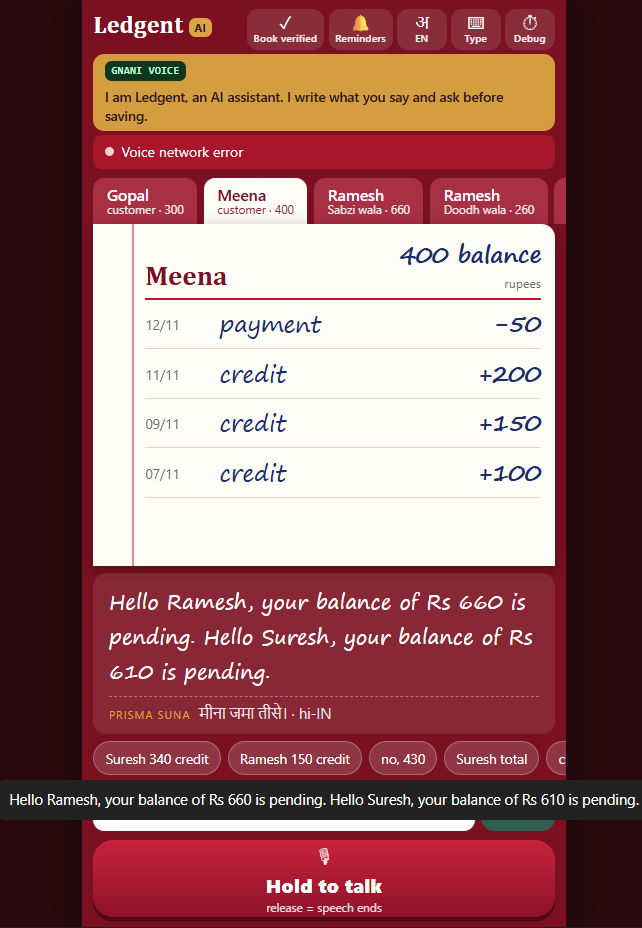 Ledgent AI
✓ Book verified
🔔 Reminders
अ EN
⌨ Type
⏱ Debug
GNANI VOICE
I am Ledgent, an AI assistant. I write what you say and ask before
saving.
Voice network error
Gopal
customer · 300
Meena
customer · 400
Ramesh
Sabzi wala · 660
Ramesh
Doodh wala · 260
Meena
400 balance
rupees
12/11 payment −50
11/11 credit +200
09/11 credit +150
07/11 credit +100
Hello Ramesh, your balance of Rs 660 is
pending. Hello Suresh, your balance of Rs
610 is pending.
PRISMA SUNA मीना जमा तीसे। · hi-IN
Suresh 340 credit
Ramesh 150 credit
no, 430
Suresh total
Hello Ramesh, your balance of Rs 660 is pending. Hello Suresh, your balance of Rs 610 is pending.
Hold to talk
release = speech ends